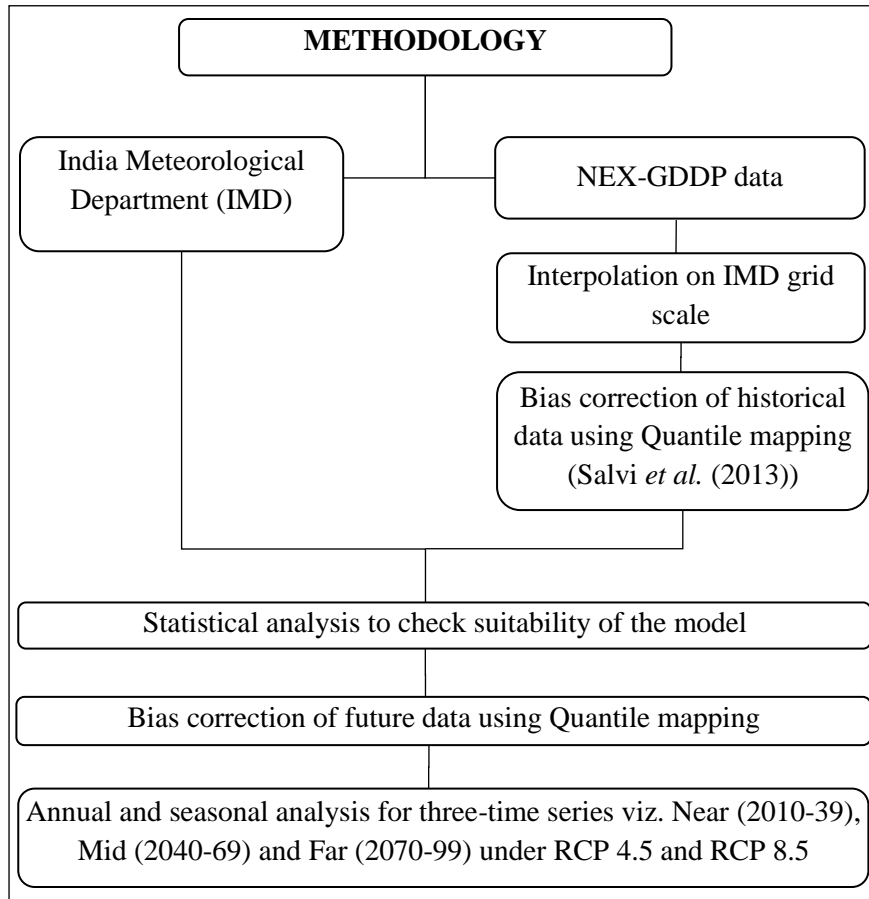 METHODOLOGY
India Meteorological
Department (IMD)
NEX-GDDP data
Interpolation on IMD grid
scale
Bias correction of historical
data using Quantile mapping
(Salvi et al. (2013))
Statistical analysis to check suitability of the model
Bias correction of future data using Quantile mapping
Annual and seasonal analysis for three-time series viz. Near (2010-39),
Mid (2040-69) and Far (2070-99) under RCP 4.5 and RCP 8.5